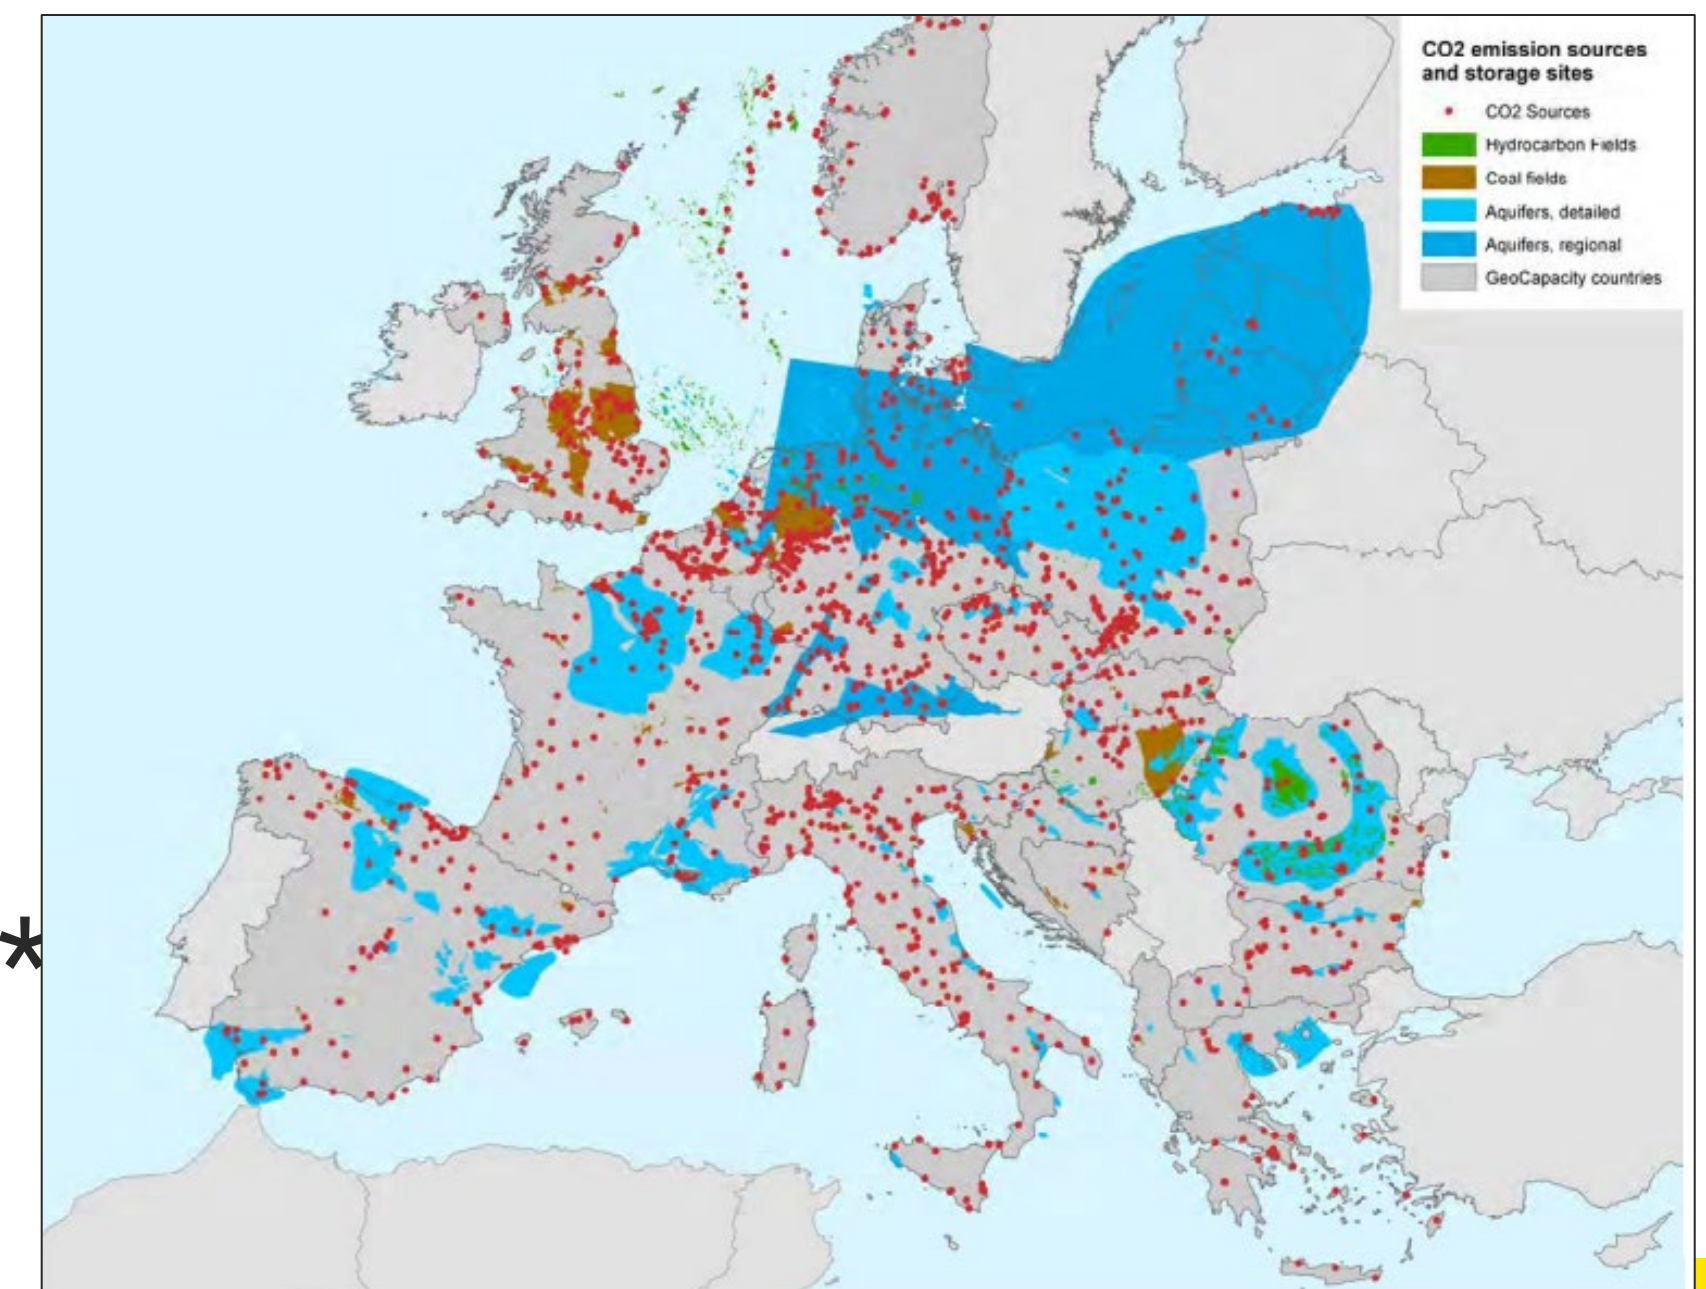 CO2 emission sources
and storage sites
CO2 Sources
Hydrocarbon Fields
Coal fields
Aquifers, detailed
Aquifers, regional
GeoCapacity countries
*